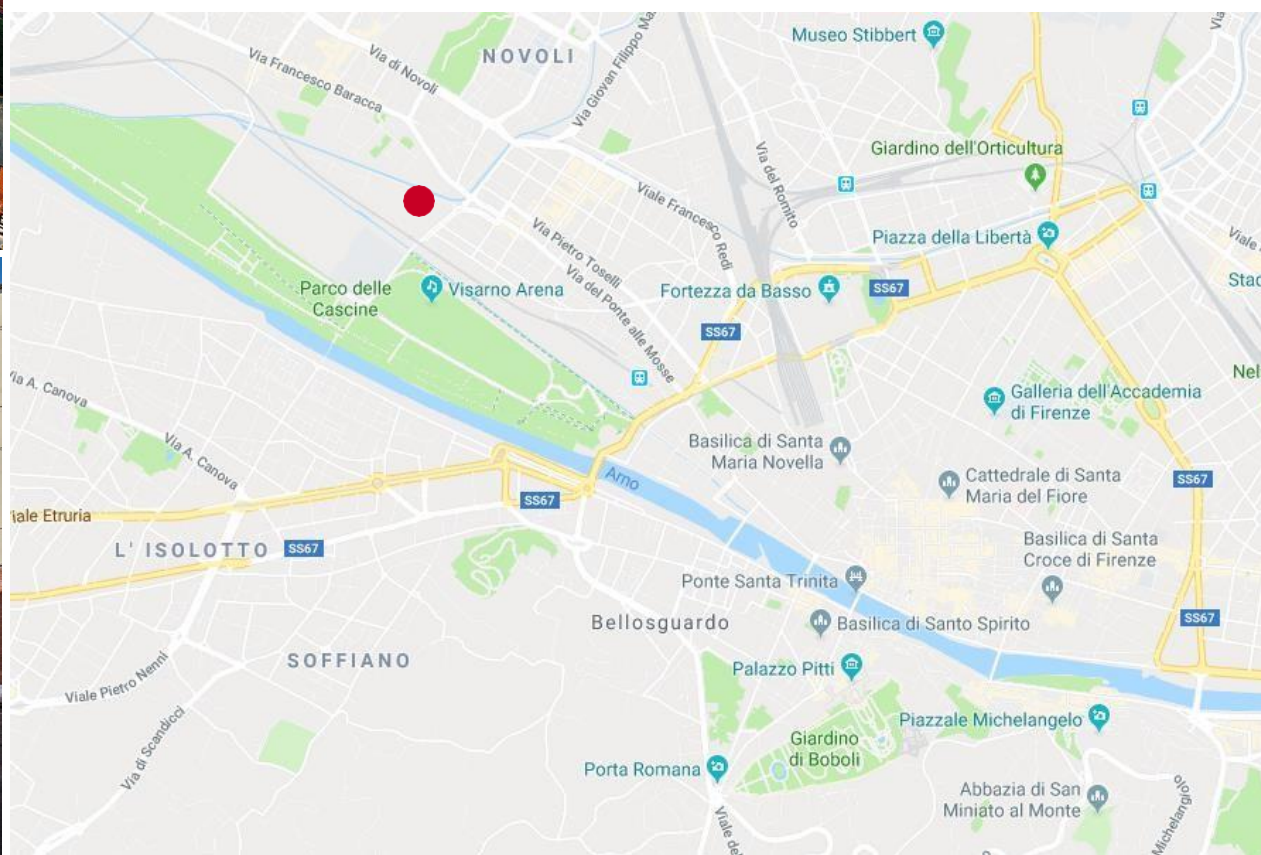 Museo Stibbert
Via
NOVOLI
Via di Novoli
Via Giovan Filippo Ma
Via Francesco Baracca
Giardino dell'Orticultura
Via del Romito
Viale Francesco Redi
Piazza della Libertà
Viale
Via Pietro Toselli
Via del Ponte alle Mosse
Parco delle
Cascine
Visarno Arena
Fortezza da Basso
SS67
Stad
SS67
Nel
ia A. Canova
Galleria dell'Accademia
di Firenze
Via A. Canova
Basilica di Santa
Maria Novella
Arno
Cattedrale di Santa
Maria del Fiore
SS67
SS67
iale Etruria
L' ISOLOTTO
SS67
Basilica di Santa
Croce di Firenze
Ponte Santa Trinita
Bellosguardo
Basilica di Santo Spirito
SS67
SOFFIANO
Palazzo Pitti
Viale Pietro Nenni
Via di Scandicci
Piazzale Michelangelo
Giardino
di Boboli
Porta Romana
Abbazia di San
Miniato al Monte
Viale de
Michelangiolo